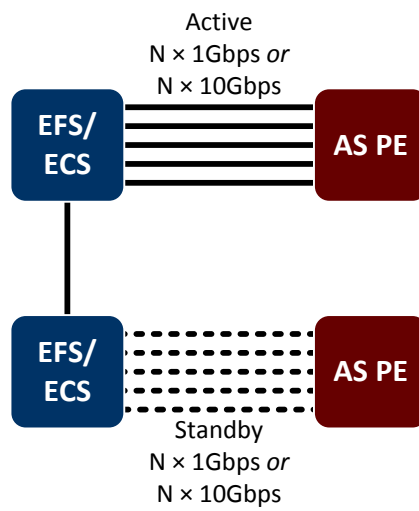 Active
N × 1Gbps or
N × 10Gbps
EFS/
ECS
AS PE
EFS/
ECS
AS PE
Standby
N × 1Gbps or
N × 10Gbps